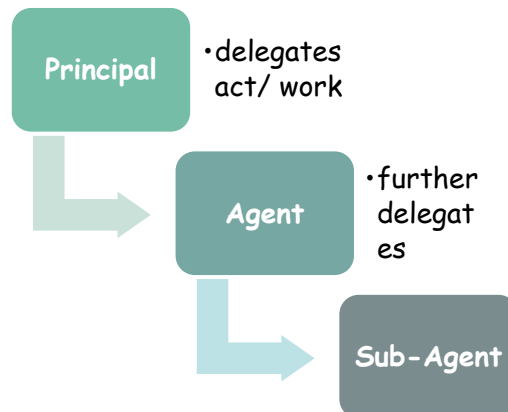 Principal
•delegates
act/ work
Agent
•further
delegat
es
Sub-Agent